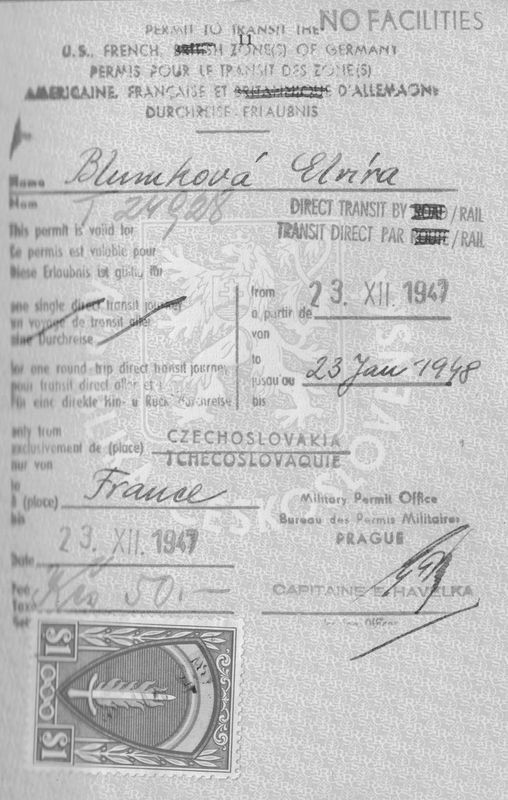 NO FACILITIES
PERMIT TO TRANSIT THE
11
U.S., FRENCH, BRITISH ZONE(S) OF GERMANY
PERMIS POUR LE TRANSIT DES ZONE(S)
AMERICAINE, FRANÇAISE ET BRITANNIQUE D'ALLEMAGNE
DURCHREISE-ERLAUBNIS
Name Blumková Elvíra
Nom T 24928
DIRECT TRANSIT BY ROAD/RAIL
TRANSIT DIRECT PAR ROUTE/RAIL
This permit is valid for
Ce permis est valable pour
Diese Erlaubnis ist gültig für
one single direct transit journey
un voyage de transit aller
eine Durchreise
from
a partir de 23. XII. 1947
von
to
jusqu au 23 Jan 1948
bis
for one round-trip direct transit journey
pour transit direct aller et
für eine direkte Hin- u Rück durchreise
only from
exclusivement de (place) CZECHOSLOVAKIA
TCHECOSLOVAQUIE
nur von
to
à (place) France
bis
Military Permit Office
Bureau des Permis Militaires
PRAGUE
Date 23. XII. 1947
Fee
Taxe Kčs 50.—
CAPITAINE E. HAVELKA
$1
$1
ČESKOSLOVENSKÁ